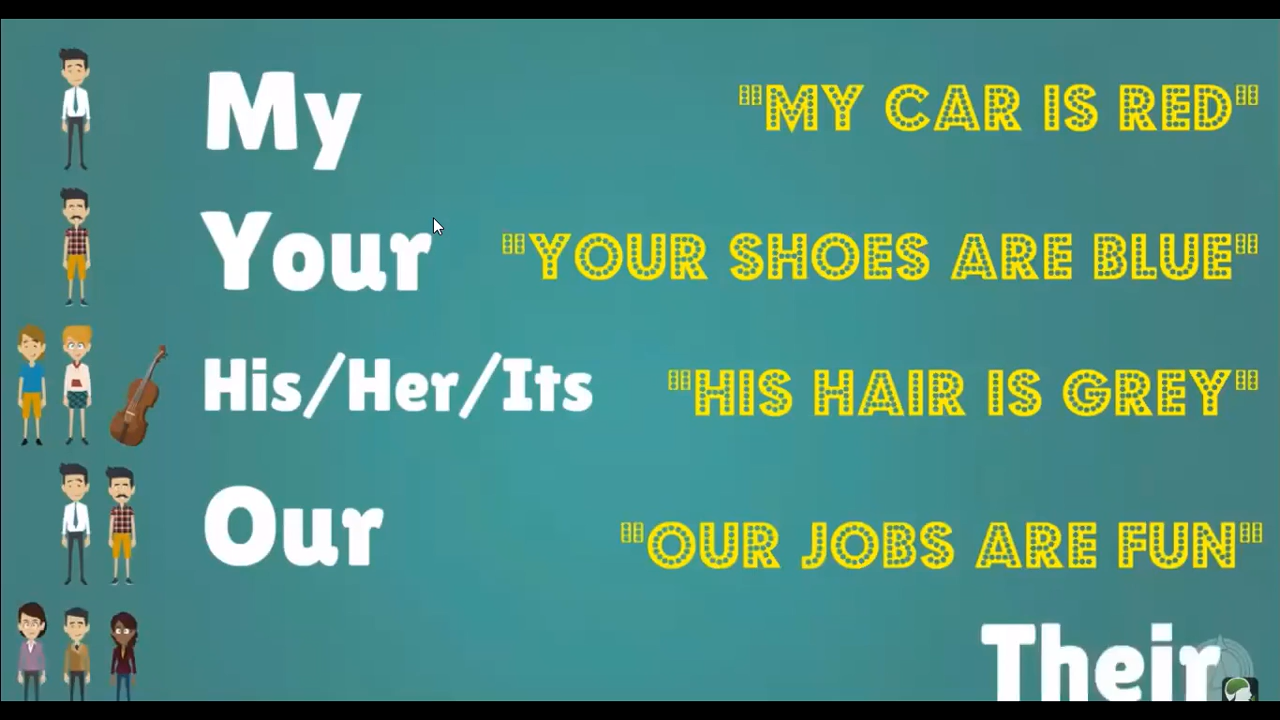 My "MY CAR IS RED"
Your "YOUR SHOES ARE BLUE"
His/Her/Its "HIS HAIR IS GREY"
Our "OUR JOBS ARE FUN"
Their